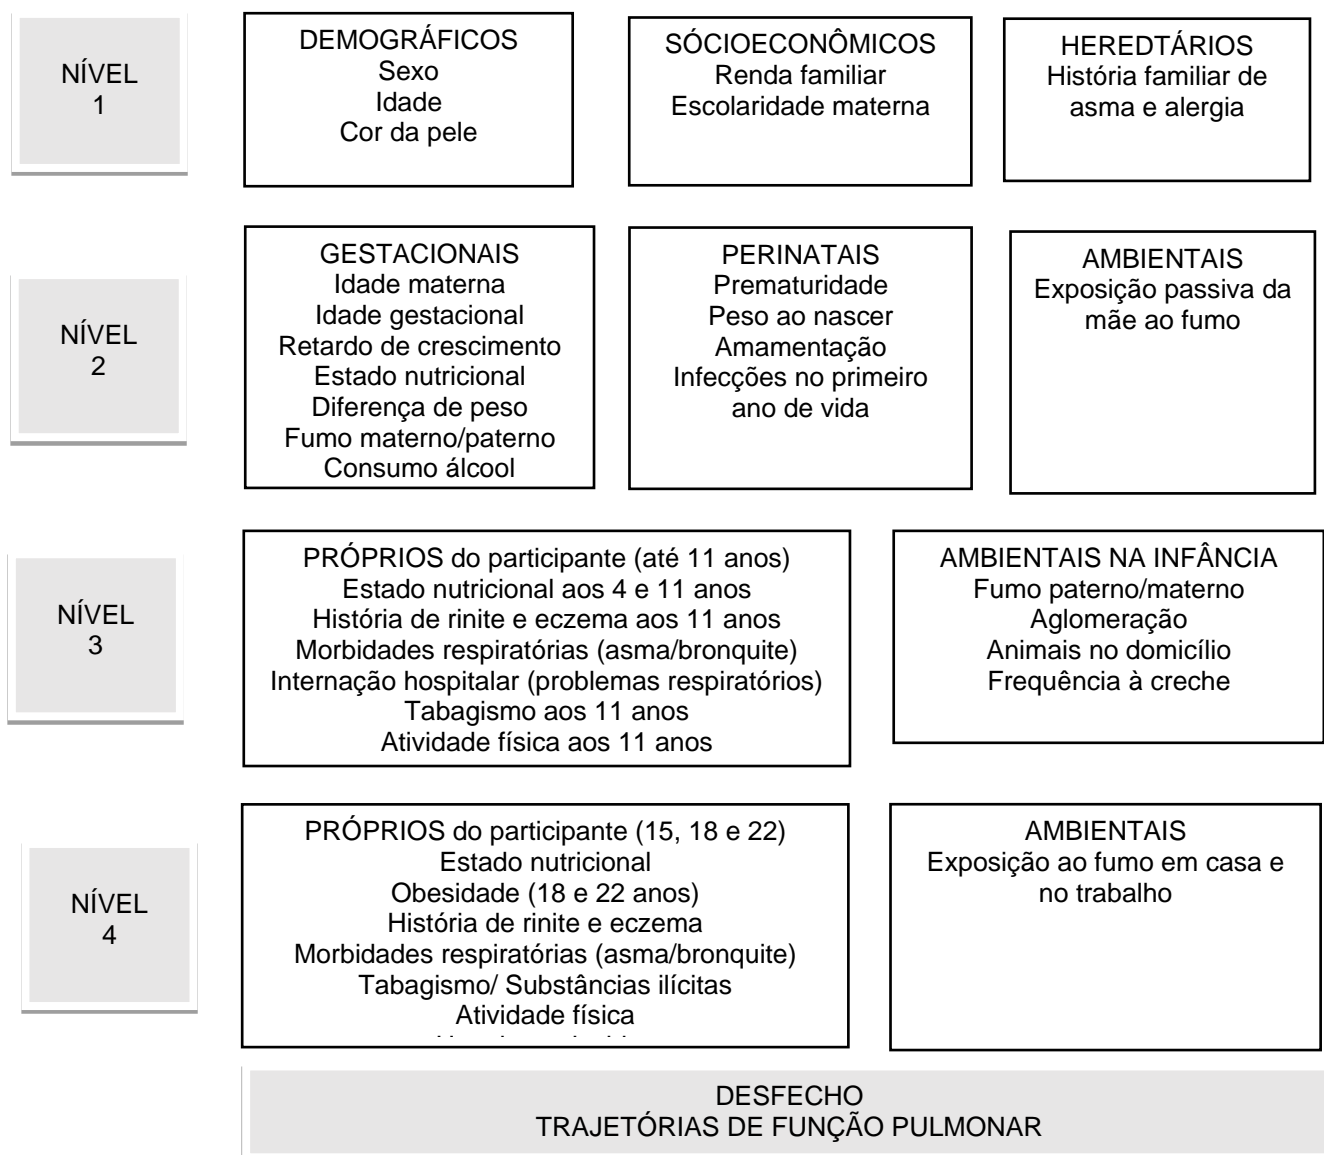 NÍVEL
1
DEMOGRÁFICOS
Sexo
Idade
Cor da pele
SÓCIOECONÔMICOS
Renda familiar
Escolaridade materna
HEREDTÁRIOS
História familiar de
asma e alergia
NÍVEL
2
GESTACIONAIS
Idade materna
Idade gestacional
Retardo de crescimento
Estado nutricional
Diferença de peso
Fumo materno/paterno
Consumo álcool
PERINATAIS
Prematuridade
Peso ao nascer
Amamentação
Infecções no primeiro
ano de vida
AMBIENTAIS
Exposição passiva da
mãe ao fumo
NÍVEL
3
PRÓPRIOS do participante (até 11 anos)
Estado nutricional aos 4 e 11 anos
História de rinite e eczema aos 11 anos
Morbidades respiratórias (asma/bronquite)
Internação hospitalar (problemas respiratórios)
Tabagismo aos 11 anos
Atividade física aos 11 anos
AMBIENTAIS NA INFÂNCIA
Fumo paterno/materno
Aglomeração
Animais no domicílio
Frequência à creche
NÍVEL
4
PRÓPRIOS do participante (15, 18 e 22)
Estado nutricional
Obesidade (18 e 22 anos)
História de rinite e eczema
Morbidades respiratórias (asma/bronquite)
Tabagismo/ Substâncias ilícitas
Atividade física
AMBIENTAIS
Exposição ao fumo em casa e
no trabalho
DESFECHO
TRAJETÓRIAS DE FUNÇÃO PULMONAR